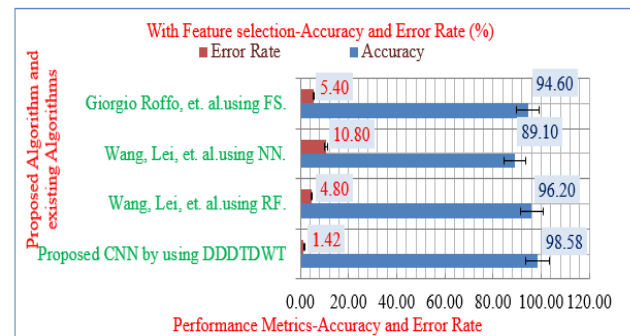 With Feature selection-Accuracy and Error Rate (%)
Error Rate Accuracy
Proposed Algorithm and
existing Algorithms
Giorgio Roffo, et. al.using FS.
5.40
94.60
Wang, Lei, et. al.using NN.
10.80
89.10
Wang, Lei, et. al.using RF.
4.80
96.20
Proposed CNN by using DDDTDWT
1.42
98.58
0.00 20.00 40.00 60.00 80.00 100.00 120.00
Performance Metrics-Accuracy and Error Rate